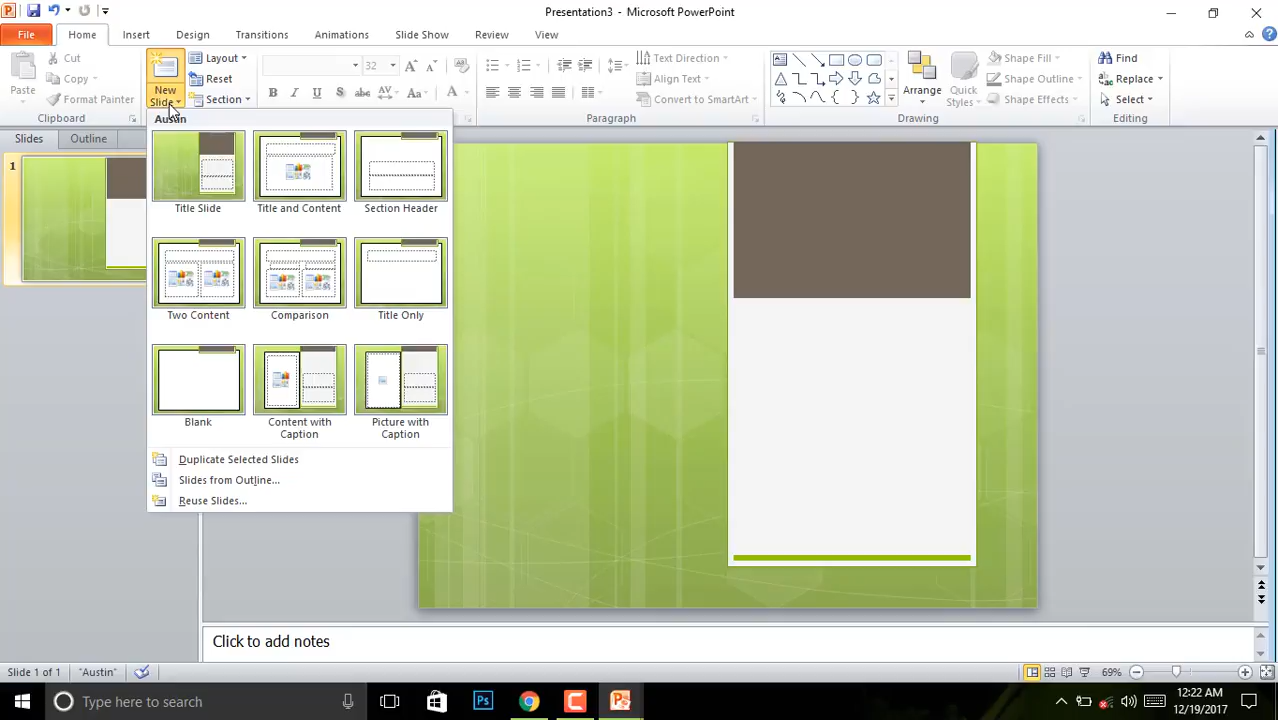 Presentation3 - Microsoft PowerPoint
File Home Insert Design Transitions Animations Slide Show Review View
Paste
Cut
Copy
Format Painter
Clipboard
New
Slide
Layout
Reset
Section
32
B I U S abc AV Aa A
Paragraph
Text Direction
Align Text
Convert to SmartArt
Arrange
Quick
Styles
Drawing
Shape Fill
Shape Outline
Shape Effects
Find
Replace
Select
Editing
Slides Outline
1
Austin
Title Slide
Title and Content
Section Header
Two Content
Comparison
Title Only
Blank
Content with
Caption
Picture with
Caption
Duplicate Selected Slides
Slides from Outline...
Reuse Slides...
Click to add notes
Slide 1 of 1 "Austin" 69%
Type here to search
Ps
12:22 AM
12/19/2017